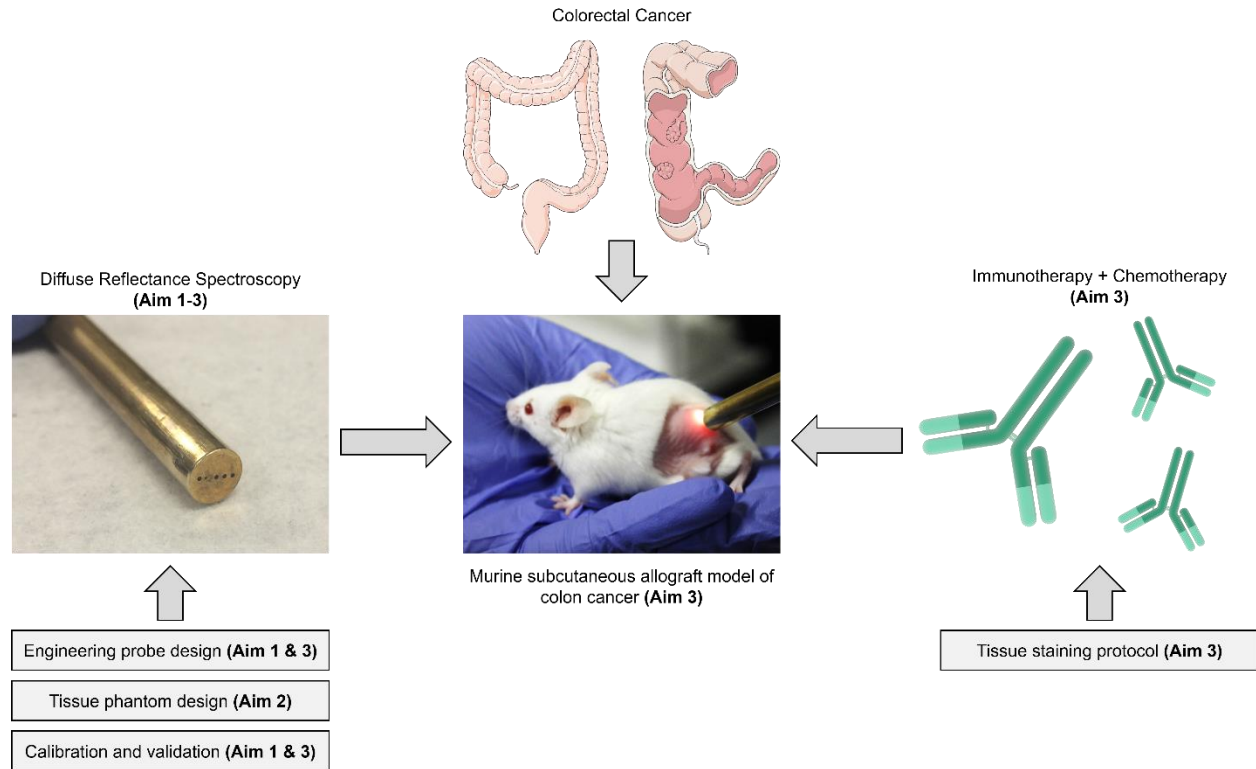 Colorectal Cancer
Diffuse Reflectance Spectroscopy
(Aim 1-3)
Immunotherapy + Chemotherapy
(Aim 3)
Murine subcutaneous allograft model of
colon cancer (Aim 3)
Engineering probe design (Aim 1 & 3)
Tissue phantom design (Aim 2)
Calibration and validation (Aim 1 & 3)
Tissue staining protocol (Aim 3)